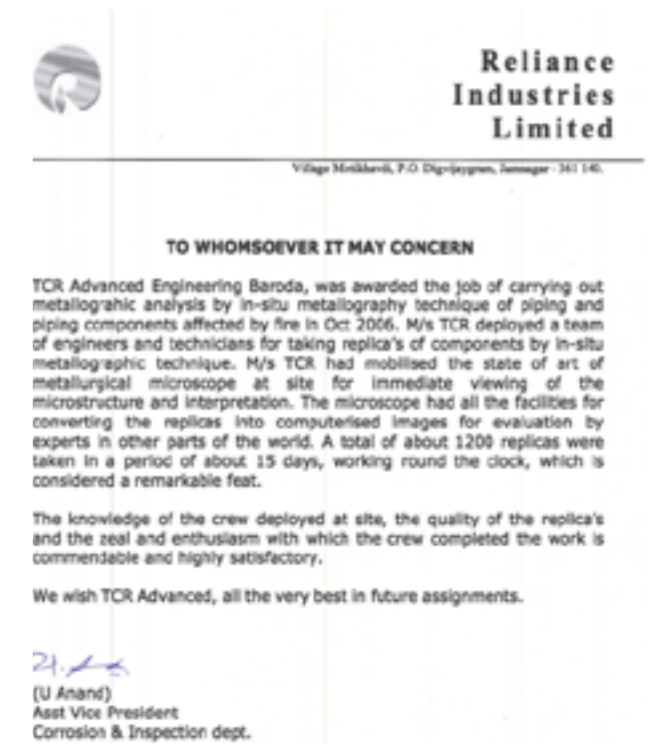 Reliance
Industries
Limited
Village Motikhavdi, P.O. Digvijaygram, Jamnagar - 361 140.
TO WHOMSOEVER IT MAY CONCERN
TCR Advanced Engineering Baroda, was awarded the job of carrying out
metallograhic analysis by in-situ metallography technique of piping and
piping components affected by fire in Oct 2006. M/s TCR deployed a team
of engineers and technicians for taking replica's of components by in-situ
metallographic technique. M/s TCR had mobilised the state of art of
metallurgical microscope at site for immediate viewing of the
microstructure and interpretation. The microscope had all the facilities for
converting the replicas into computerised images for evaluation by
experts in other parts of the world. A total of about 1200 replicas were
taken in a period of about 15 days, working round the clock, which is
considered a remarkable feat.
The knowledge of the crew deployed at site, the quality of the replica's
and the zeal and enthusiasm with which the crew completed the work is
commendable and highly satisfactory.
We wish TCR Advanced, all the very best in future assignments.
(U Anand)
Asst Vice President
Corrosion & Inspection dept.